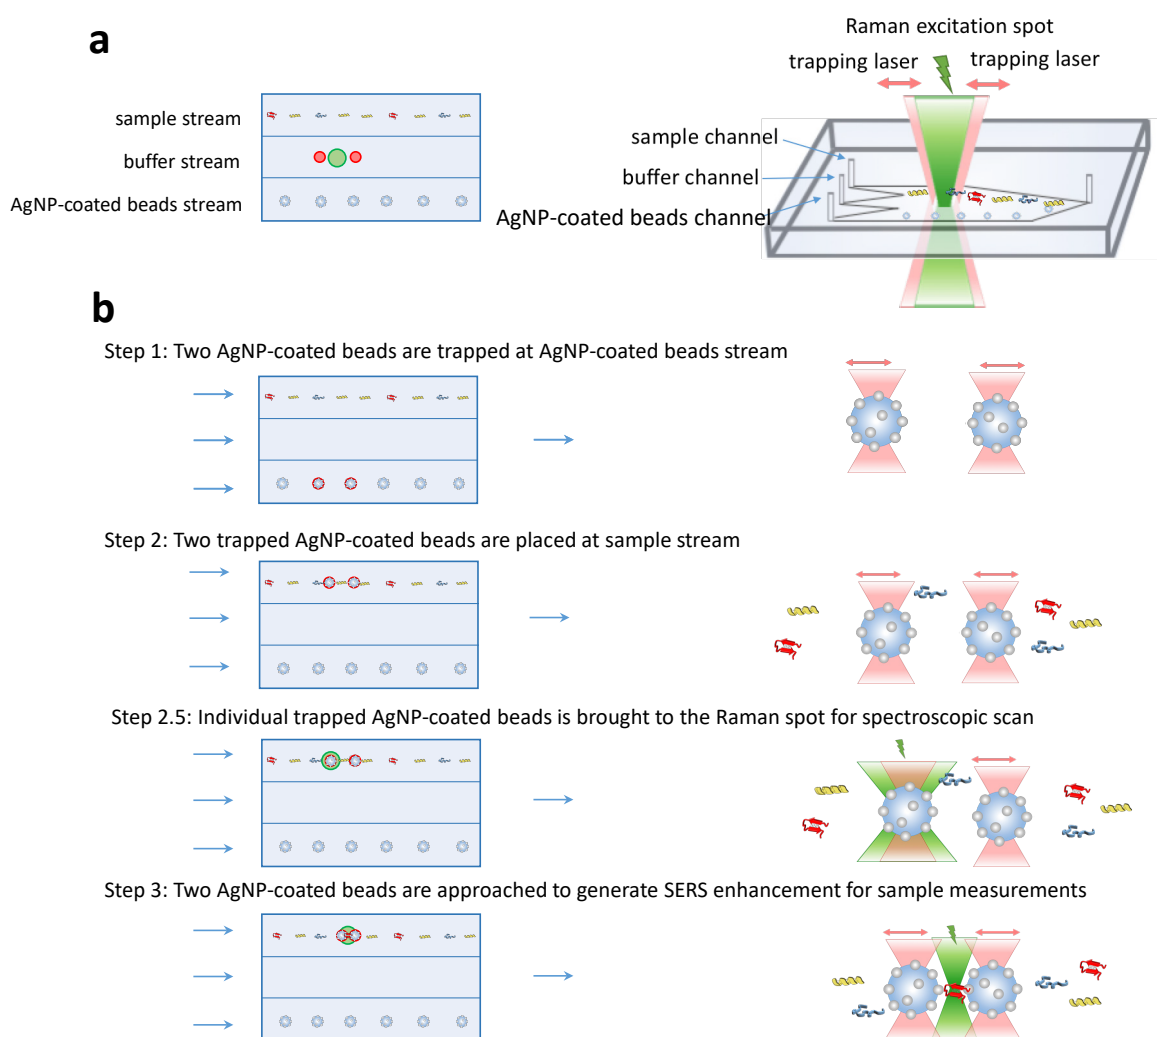 a
Raman excitation spot
trapping laser
trapping laser
sample stream
buffer stream
AgNP-coated beads stream
sample channel
buffer channel
AgNP-coated beads channel
b
Step 1: Two AgNP-coated beads are trapped at AgNP-coated beads stream
Step 2: Two trapped AgNP-coated beads are placed at sample stream
Step 2.5: Individual trapped AgNP-coated beads is brought to the Raman spot for spectroscopic scan
Step 3: Two AgNP-coated beads are approached to generate SERS enhancement for sample measurements